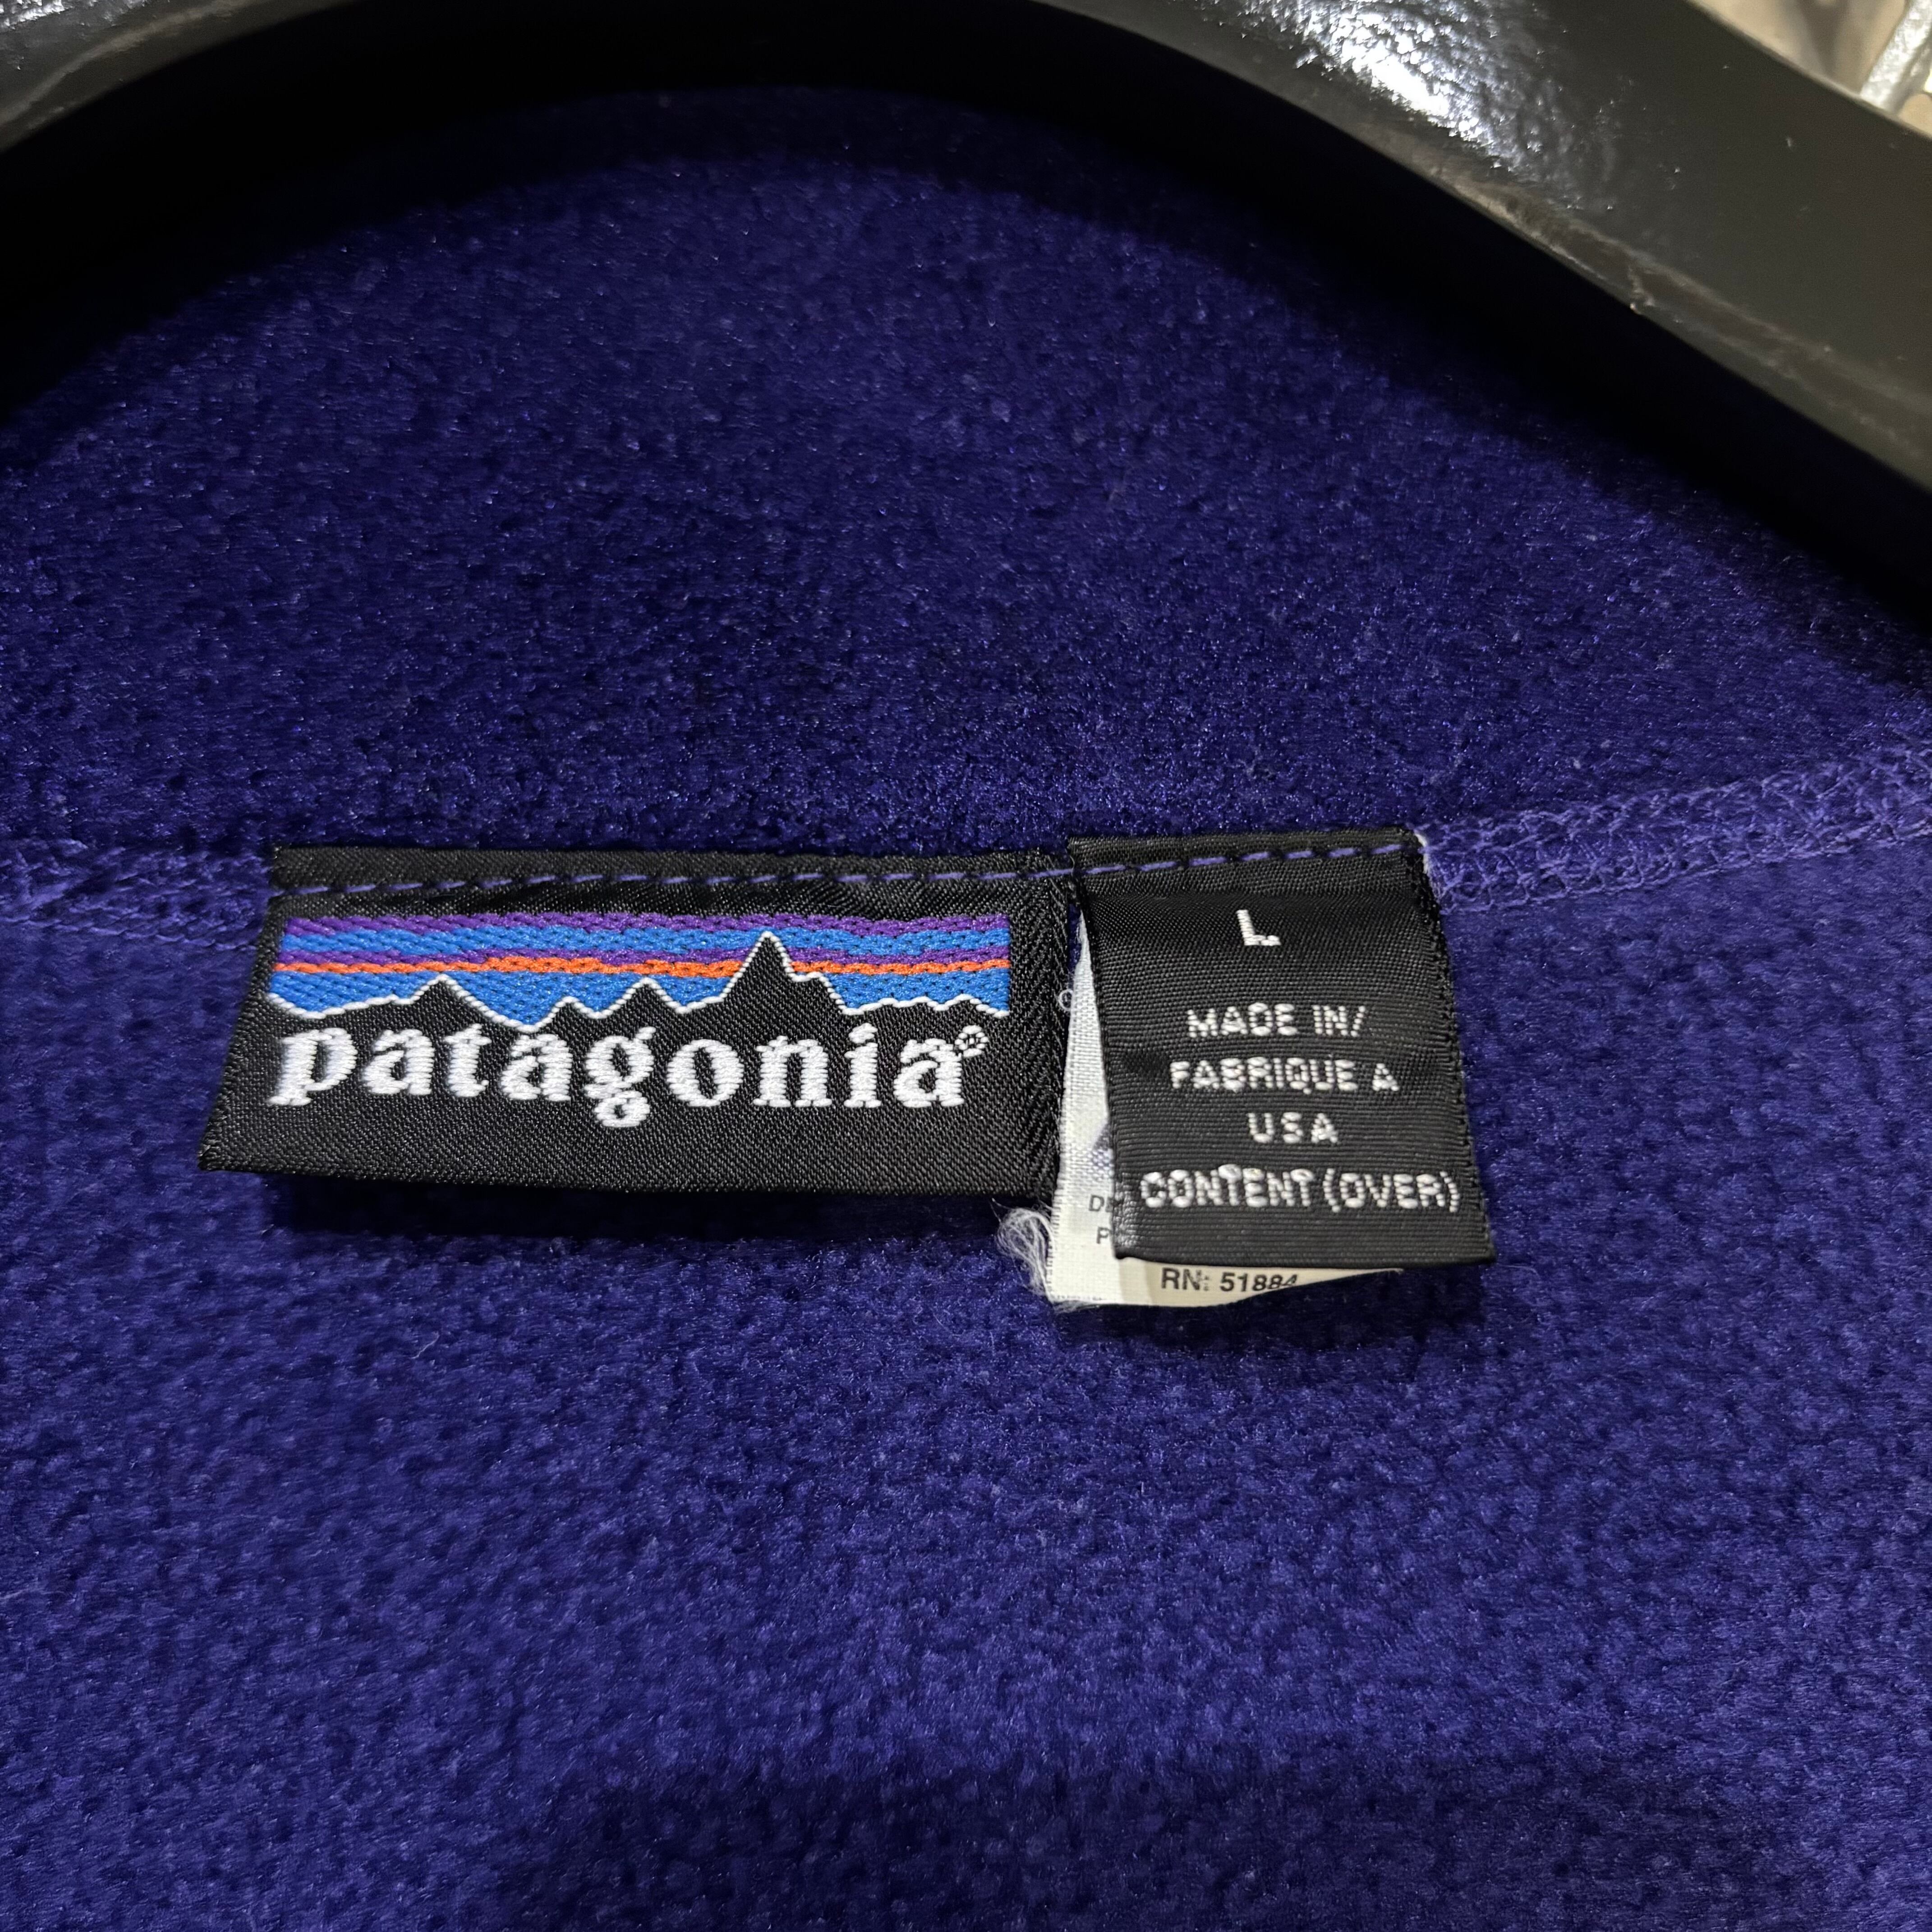 patagonia®
L
MADE IN/
FABRIQUE A
USA
CONTENT (OVER)
RN: 51884